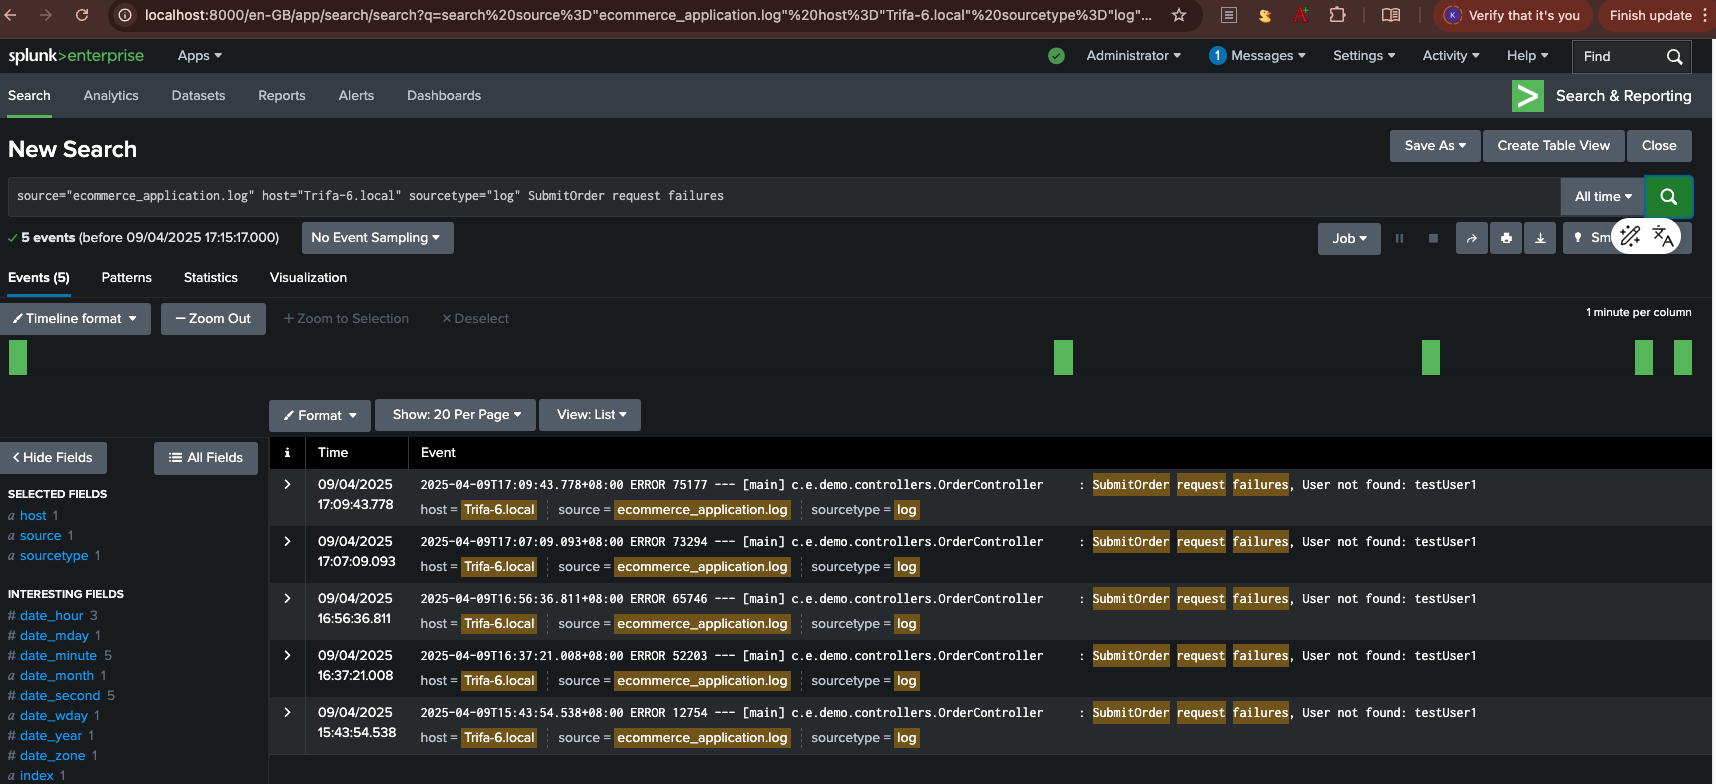 localhost:8000/en-GB/app/search/search?q=search%20source%3D"ecommerce_application.log"%20host%3D"Trifa-6.local"%20sourcetype%3D"log"... K Verify that it's you Finish update
splunk>enterprise Apps Administrator 1 Messages Settings Activity Help Find
Search Analytics Datasets Reports Alerts Dashboards > Search & Reporting
New Search Save As Create Table View Close
source="ecommerce_application.log" host="Trifa-6.local" sourcetype="log" SubmitOrder request failures All time
5 events (before 09/04/2025 17:15:17.000) No Event Sampling Job Sm
Events (5) Patterns Statistics Visualization
Timeline format − Zoom Out + Zoom to Selection × Deselect 1 minute per column
Format Show: 20 Per Page View: List
< Hide Fields All Fields i Time Event
SELECTED FIELDS
a host 1
a source 1
a sourcetype 1
INTERESTING FIELDS
# date_hour 3
# date_mday 1
# date_minute 5
a date_month 1
# date_second 5
a date_wday 1
# date_year 1
# date_zone 1
a index 1
> 09/04/2025 17:09:43.778 2025-04-09T17:09:43.778+08:00 ERROR 75177 --- [main] c.e.demo.controllers.OrderController : SubmitOrder request failures, User not found: testUser1
host = Trifa-6.local source = ecommerce_application.log sourcetype = log
> 09/04/2025 17:07:09.093 2025-04-09T17:07:09.093+08:00 ERROR 73294 --- [main] c.e.demo.controllers.OrderController : SubmitOrder request failures, User not found: testUser1
host = Trifa-6.local source = ecommerce_application.log sourcetype = log
> 09/04/2025 16:56:36.811 2025-04-09T16:56:36.811+08:00 ERROR 65746 --- [main] c.e.demo.controllers.OrderController : SubmitOrder request failures, User not found: testUser1
host = Trifa-6.local source = ecommerce_application.log sourcetype = log
> 09/04/2025 16:37:21.008 2025-04-09T16:37:21.008+08:00 ERROR 52203 --- [main] c.e.demo.controllers.OrderController : SubmitOrder request failures, User not found: testUser1
host = Trifa-6.local source = ecommerce_application.log sourcetype = log
> 09/04/2025 15:43:54.538 2025-04-09T15:43:54.538+08:00 ERROR 12754 --- [main] c.e.demo.controllers.OrderController : SubmitOrder request failures, User not found: testUser1
host = Trifa-6.local source = ecommerce_application.log sourcetype = log